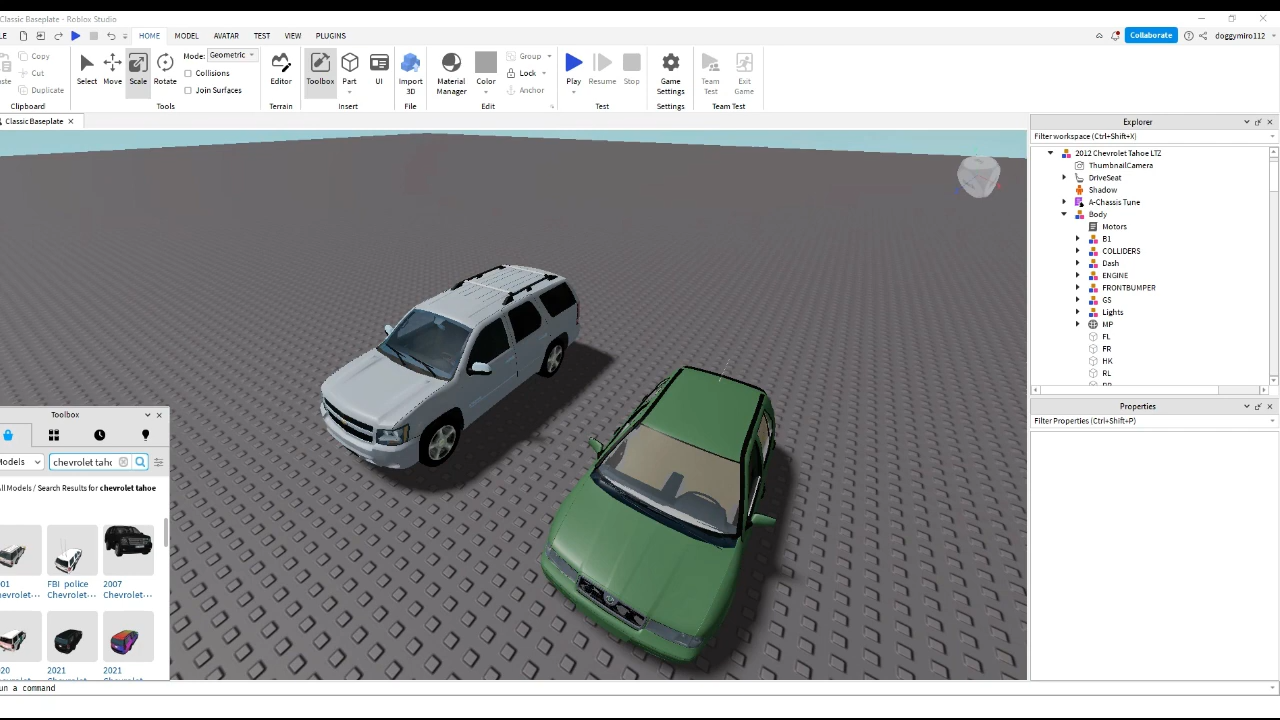 Classic Baseplate - Roblox Studio
LE HOME MODEL AVATAR TEST VIEW PLUGINS Collaborate doggymiro112
Copy
Cut
Duplicate
Clipboard
Select Move Scale Rotate
Mode: Geometric
Collisions
Join Surfaces
Tools
Editor
Terrain
Toolbox Part UI
Insert
Import
3D
File
Material
Manager
Color
Group
Lock
Anchor
Edit
Play Resume Stop
Test
Game
Settings
Settings
Team
Test
Exit
Game
Team Test
Classic Baseplate
Explorer
Filter workspace (Ctrl+Shift+X)
2012 Chevrolet Tahoe LTZ
ThumbnailCamera
DriveSeat
Shadow
A-Chassis Tune
Body
Motors
B1
COLLIDERS
Dash
ENGINE
FRONTBUMPER
GS
Lights
MP
FL
FR
HK
RL
Properties
Filter Properties (Ctrl+Shift+P)
Toolbox
Models
chevrolet taho
All Models / Search Results for chevrolet tahoe
01
hevrolet···
FBI police
Chevrolet···
2007
Chevrolet···
020
2021
2021
un a command